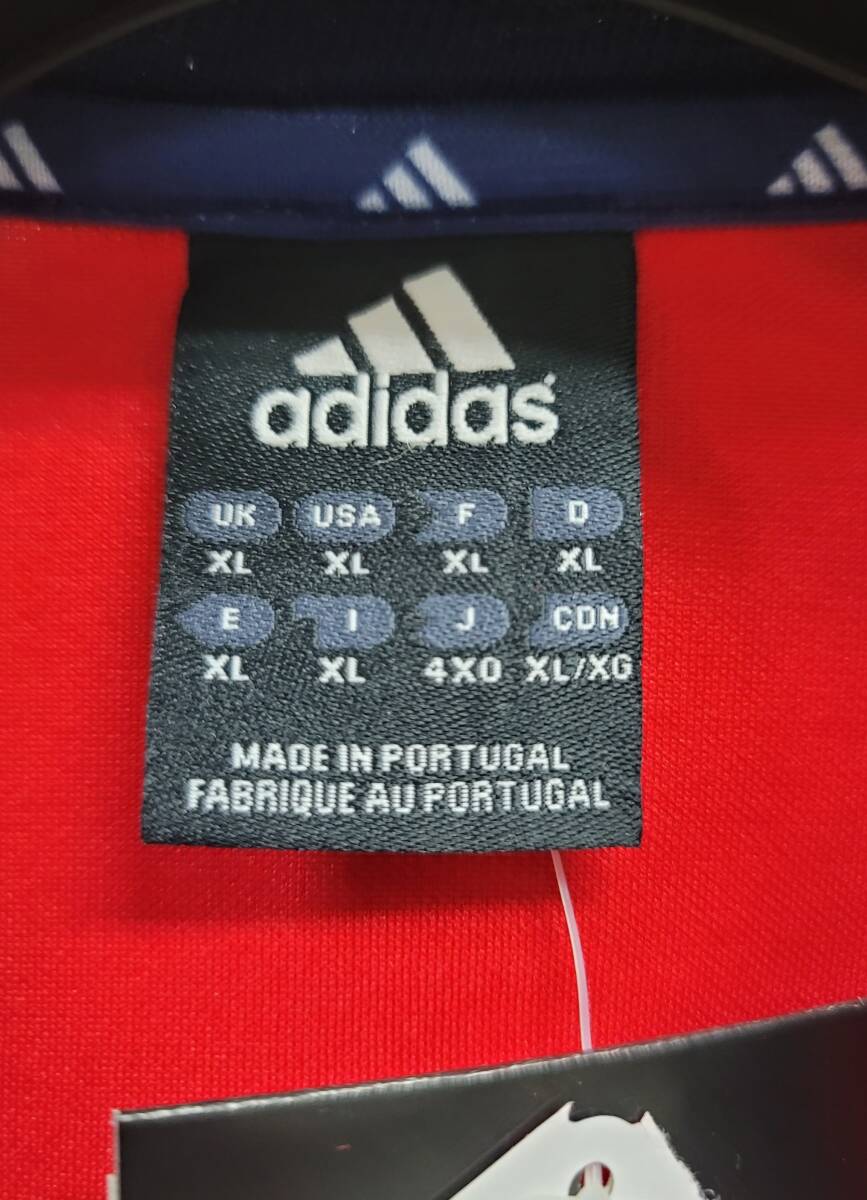 adidas
UK USA F D
XL XL XL XL
E I J CDN
XL XL 4XO XL/XG
MADE IN PORTUGAL
FABRIQUE AU PORTUGAL